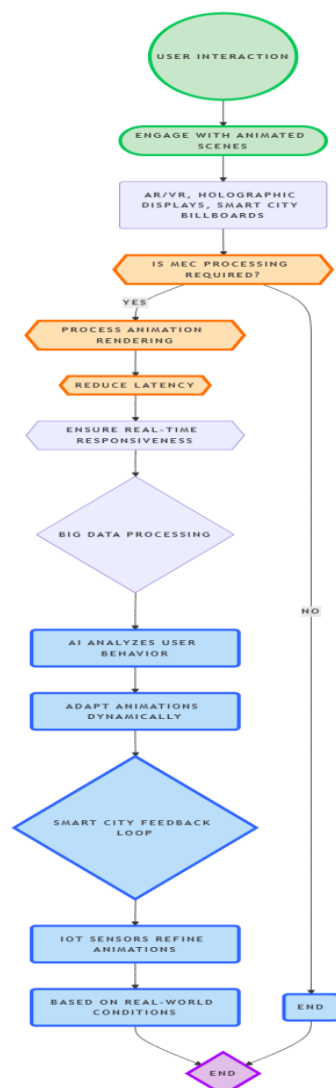 USER INTERACTION
ENGAGE WITH ANIMATED
SCENES
AR/VR, HOLOGRAPHIC
DISPLAYS, SMART CITY
BILLBOARDS
IS MEC PROCESSING
REQUIRED?
YES
PROCESS ANIMATION
RENDERING
REDUCE LATENCY
ENSURE REAL-TIME
RESPONSIVENESS
BIG DATA PROCESSING
NO
AI ANALYZES USER
BEHAVIOR
ADAPT ANIMATIONS
DYNAMICALLY
SMART CITY FEEDBACK
LOOP
IOT SENSORS REFINE
ANIMATIONS
BASED ON REAL-WORLD
CONDITIONS
END
END